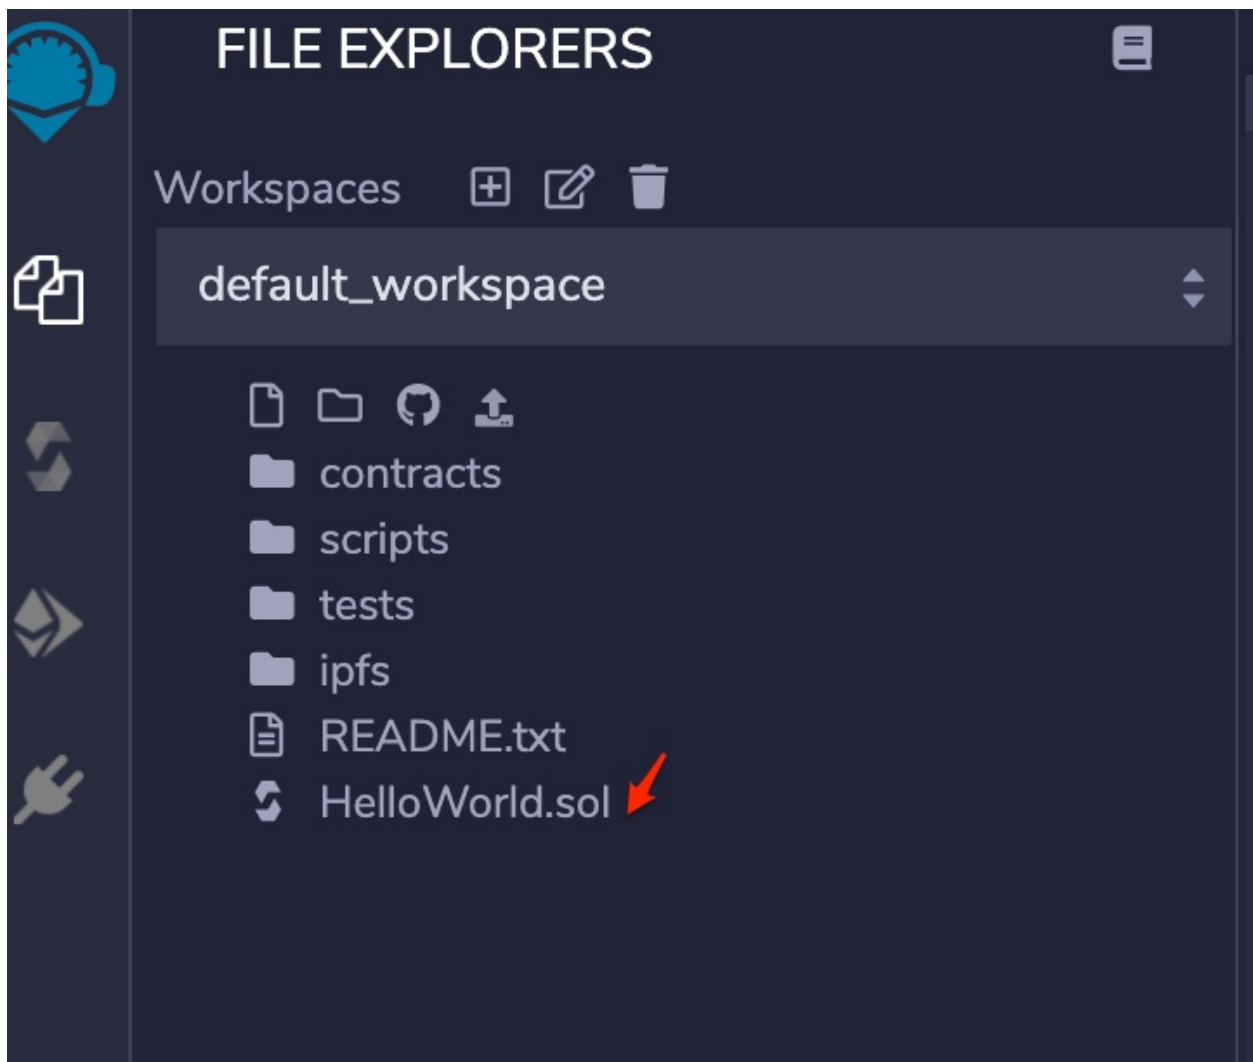 FILE EXPLORERS
Workspaces
default_workspace
contracts
scripts
tests
ipfs
README.txt
HelloWorld.sol